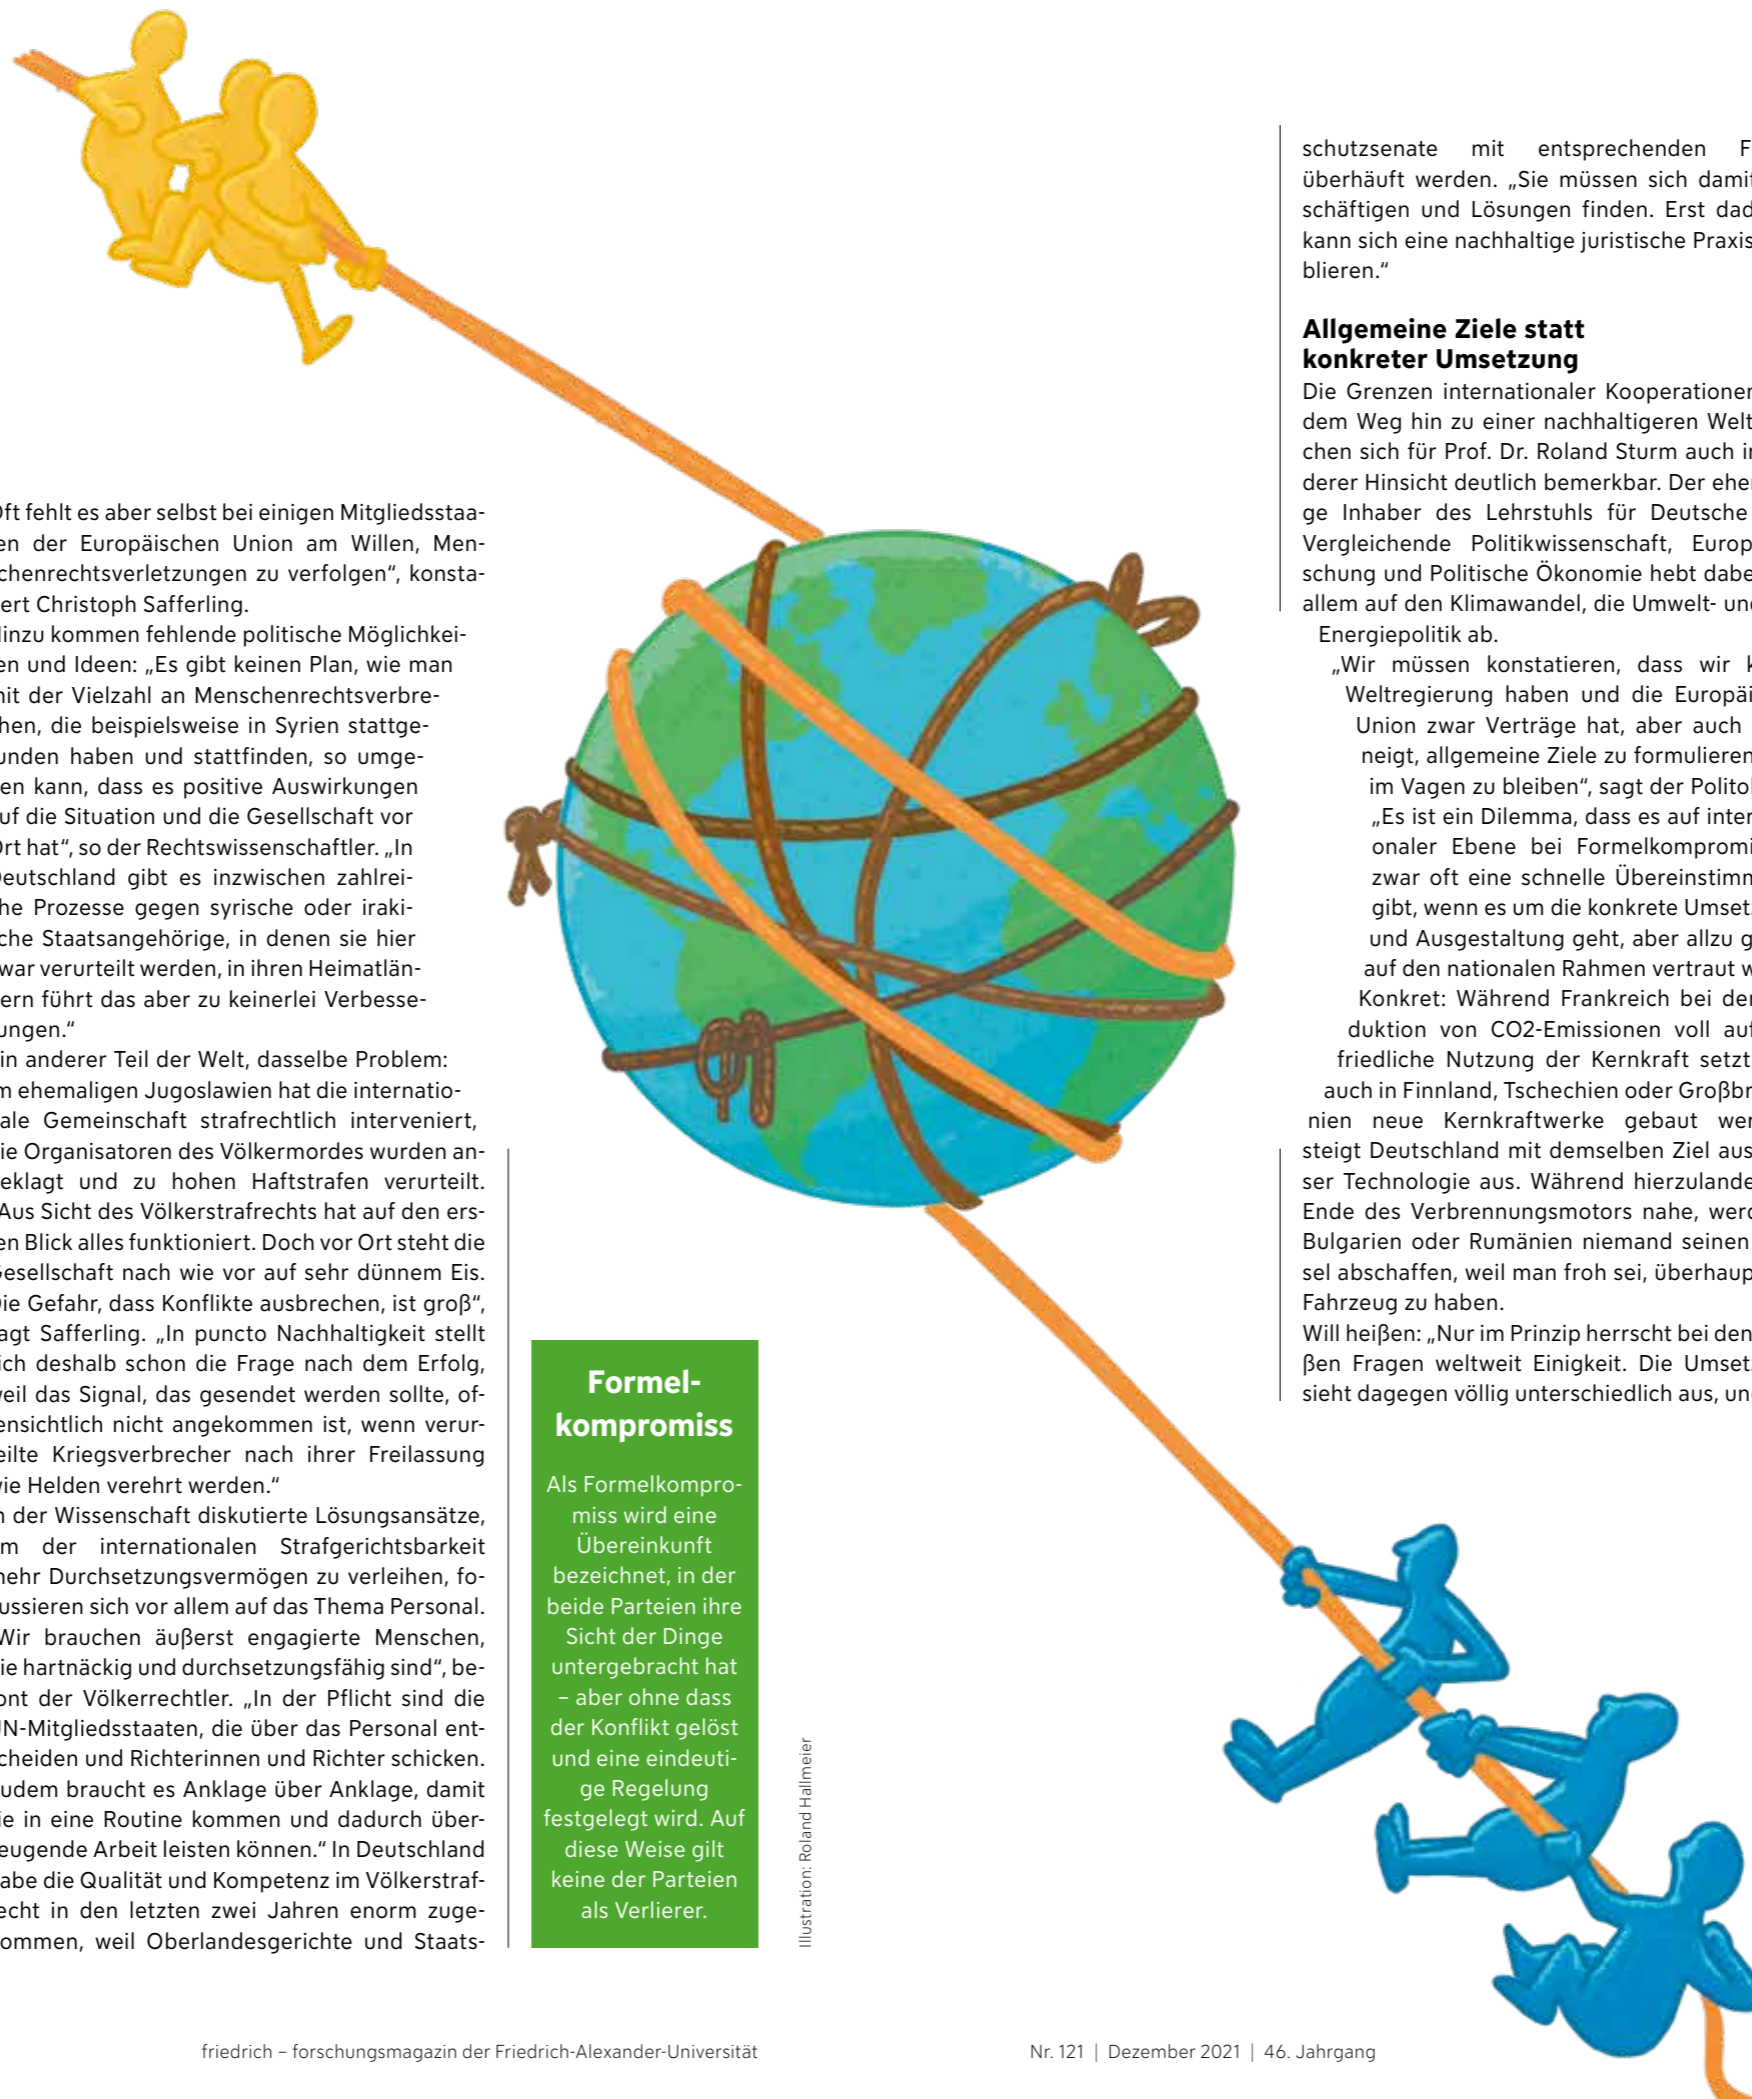 Oft fehlt es aber selbst bei einigen Mitgliedsstaa-
en der Europäischen Union am Willen, Men-
chenrechtsverletzungen zu verfolgen“, konsta-
ert Christoph Safferling.
Hinzu kommen fehlende politische Möglichkei-
en und Ideen: „Es gibt keinen Plan, wie man
mit der Vielzahl an Menschenrechtsverbre-
hen, die beispielsweise in Syrien stattge-
unden haben und stattfinden, so umge-
en kann, dass es positive Auswirkungen
uf die Situation und die Gesellschaft vor
Ort hat“, so der Rechtswissenschaftler. „In
Deutschland gibt es inzwischen zahlrei-
he Prozesse gegen syrische oder iraki-
che Staatsangehörige, in denen sie hier
war verurteilt werden, in ihren Heimatlän-
ern führt das aber zu keinerlei Verbesse-
ungen.“
in anderer Teil der Welt, dasselbe Problem:
m ehemaligen Jugoslawien hat die internatio-
ale Gemeinschaft strafrechtlich interveniert,
ie Organisatoren des Völkermordes wurden an-
eklagt und zu hohen Haftstrafen verurteilt.
Aus Sicht des Völkerstrafrechts hat auf den ers-
en Blick alles funktioniert. Doch vor Ort steht die
Gesellschaft nach wie vor auf sehr dünnem Eis.
Die Gefahr, dass Konflikte ausbrechen, ist groß“,
agt Safferling. „In puncto Nachhaltigkeit stellt
ich deshalb schon die Frage nach dem Erfolg,
weil das Signal, das gesendet werden sollte, of-
ensichtlich nicht angekommen ist, wenn verur-
eilte Kriegsverbrecher nach ihrer Freilassung
wie Helden verehrt werden.“
n der Wissenschaft diskutierte Lösungsansätze,
m der internationalen Strafgerichtsbarkeit
mehr Durchsetzungsvermögen zu verleihen, fo-
ussieren sich vor allem auf das Thema Personal.
Wir brauchen äußerst engagierte Menschen,
ie hartnäckig und durchsetzungsfähig sind“, be-
ont der Völkerrechtler. „In der Pflicht sind die
UN-Mitgliedsstaaten, die über das Personal ent-
cheiden und Richterinnen und Richter schicken.
udem braucht es Anklage über Anklage, damit
ie in eine Routine kommen und dadurch über-
eugende Arbeit leisten können.“ In Deutschland
abe die Qualität und Kompetenz im Völkerstraf-
echt in den letzten zwei Jahren enorm zuge-
ommen, weil Oberlandesgerichte und Staats-
Formel-
kompromiss
Als Formelkompro-
miss wird eine
Übereinkunft
bezeichnet, in der
beide Parteien ihre
Sicht der Dinge
untergebracht hat
– aber ohne dass
der Konflikt gelöst
und eine eindeuti-
ge Regelung
festgelegt wird. Auf
diese Weise gilt
keine der Parteien
als Verlierer.
Illustration: Roland Hallmeier
schutzsenate mit entsprechenden F
überhäuft werden. „Sie müssen sich damit
schäftigen und Lösungen finden. Erst dad
kann sich eine nachhaltige juristische Praxis
blieren.“
Allgemeine Ziele statt
konkreter Umsetzung
Die Grenzen internationaler Kooperationen
dem Weg hin zu einer nachhaltigeren Welt
chen sich für Prof. Dr. Roland Sturm auch in
derer Hinsicht deutlich bemerkbar. Der ehe
ge Inhaber des Lehrstuhls für Deutsche
Vergleichende Politikwissenschaft, Europ
schung und Politische Ökonomie hebt dabe
allem auf den Klimawandel, die Umwelt- und
Energiepolitik ab.
„Wir müssen konstatieren, dass wir k
Weltregierung haben und die Europäi
Union zwar Verträge hat, aber auch
neigt, allgemeine Ziele zu formulieren
im Vagen zu bleiben“, sagt der Politol
„Es ist ein Dilemma, dass es auf inter
onaler Ebene bei Formelkompromi
zwar oft eine schnelle Übereinstimm
gibt, wenn es um die konkrete Umset
und Ausgestaltung geht, aber allzu g
auf den nationalen Rahmen vertraut w
Konkret: Während Frankreich bei der
duktion von CO2-Emissionen voll auf
friedliche Nutzung der Kernkraft setzt
auch in Finnland, Tschechien oder Großbr
nien neue Kernkraftwerke gebaut wer
steigt Deutschland mit demselben Ziel aus
ser Technologie aus. Während hierzulande
Ende des Verbrennungsmotors nahe, werd
Bulgarien oder Rumänien niemand seinen
sel abschaffen, weil man froh sei, überhaup
Fahrzeug zu haben.
Will heißen: „Nur im Prinzip herrscht bei den
ßen Fragen weltweit Einigkeit. Die Umset
sieht dagegen völlig unterschiedlich aus, und
friedrich – forschungsmagazin der Friedrich-Alexander-Universität
Nr. 121 | Dezember 2021 | 46. Jahrgang